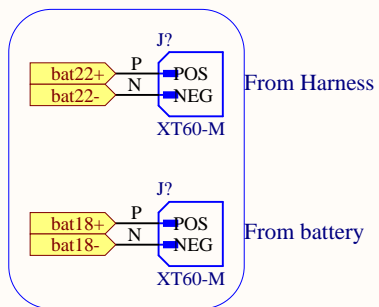 J?
P
bat22+ POS
N
bat22- NEG
From Harness
XT60-M
J?
P
bat18+ POS
N
bat18- NEG
From battery
XT60-M